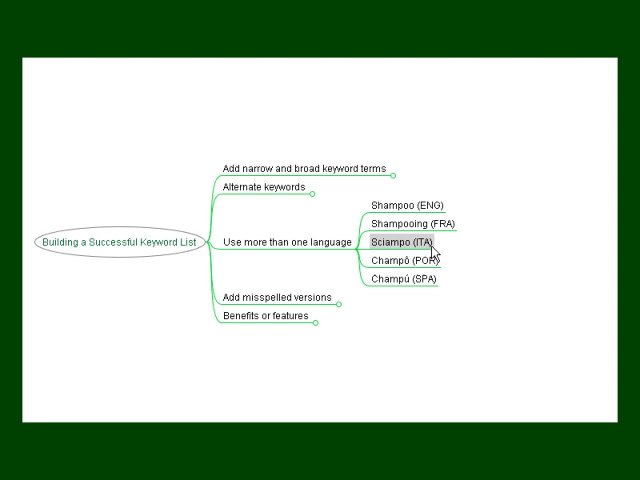 Building a Successful Keyword List
Add narrow and broad keyword terms
Alternate keywords
Use more than one language
Shampoo (ENG)
Shampooing (FRA)
Sciampo (ITA)
Champô (POR)
Champú (SPA)
Add misspelled versions
Benefits or features